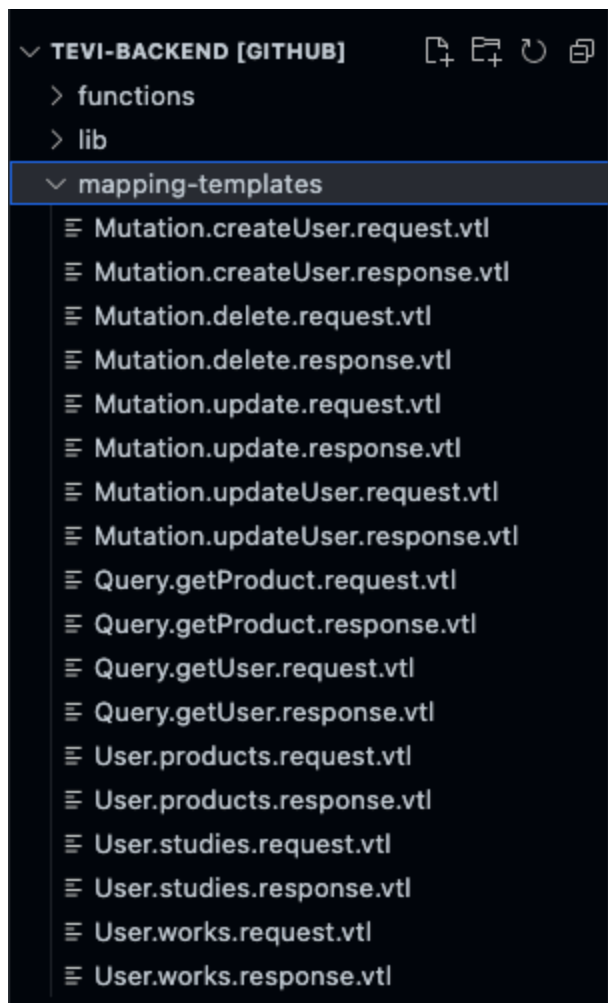 TEVI-BACKEND [GITHUB]
functions
lib
mapping-templates
Mutation.createUser.request.vtl
Mutation.createUser.response.vtl
Mutation.delete.request.vtl
Mutation.delete.response.vtl
Mutation.update.request.vtl
Mutation.update.response.vtl
Mutation.updateUser.request.vtl
Mutation.updateUser.response.vtl
Query.getProduct.request.vtl
Query.getProduct.response.vtl
Query.getUser.request.vtl
Query.getUser.response.vtl
User.products.request.vtl
User.products.response.vtl
User.studies.request.vtl
User.studies.response.vtl
User.works.request.vtl
User.works.response.vtl